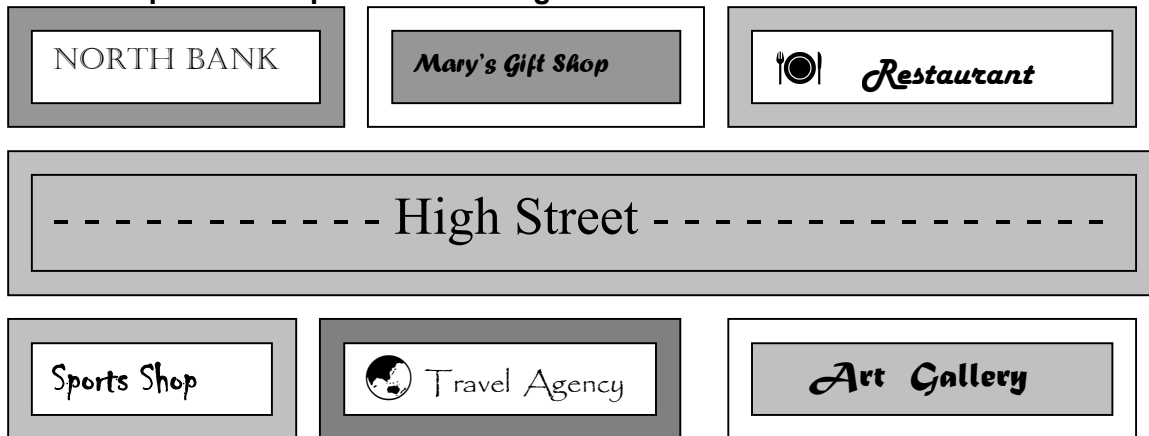 NORTH BANK
Mary's Gift Shop
Restaurant
High Street
Sports Shop
Travel Agency
Art Gallery